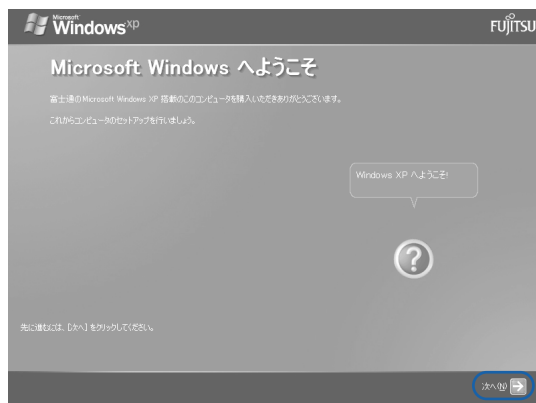 Microsoft
Windows xp
FUJITSU
Microsoft Windows へようこそ
富士通のMicrosoft Windows XP 搭載のこのコンピュータを購入いただきありがとうございます。
これからコンピュータのセットアップを行いましょう。
Windows XP へようこそ!
?
先に進むには、[次へ] をクリックしてください。
次へ(N)